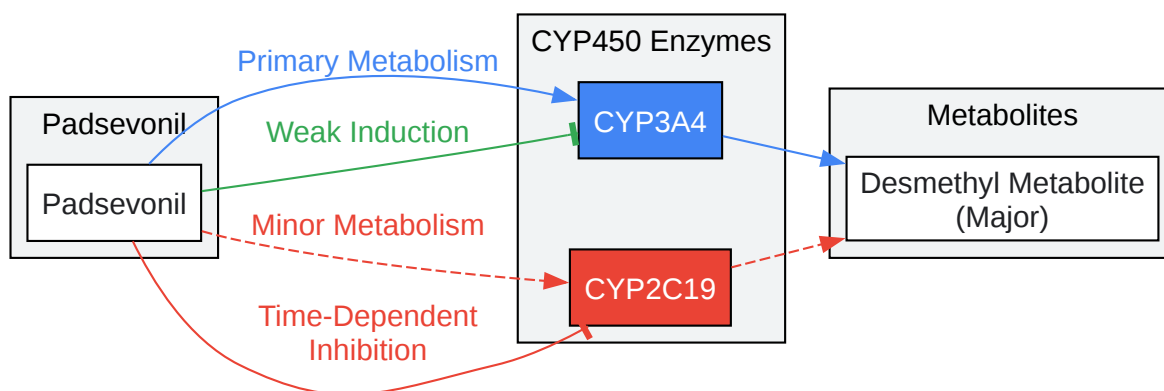 Padsevonil
Padsevonil
Primary Metabolism
Weak Induction
Minor Metabolism
Time-Dependent
Inhibition
CYP450 Enzymes
CYP3A4
CYP2C19
Metabolites
Desmethyl Metabolite
(Major)